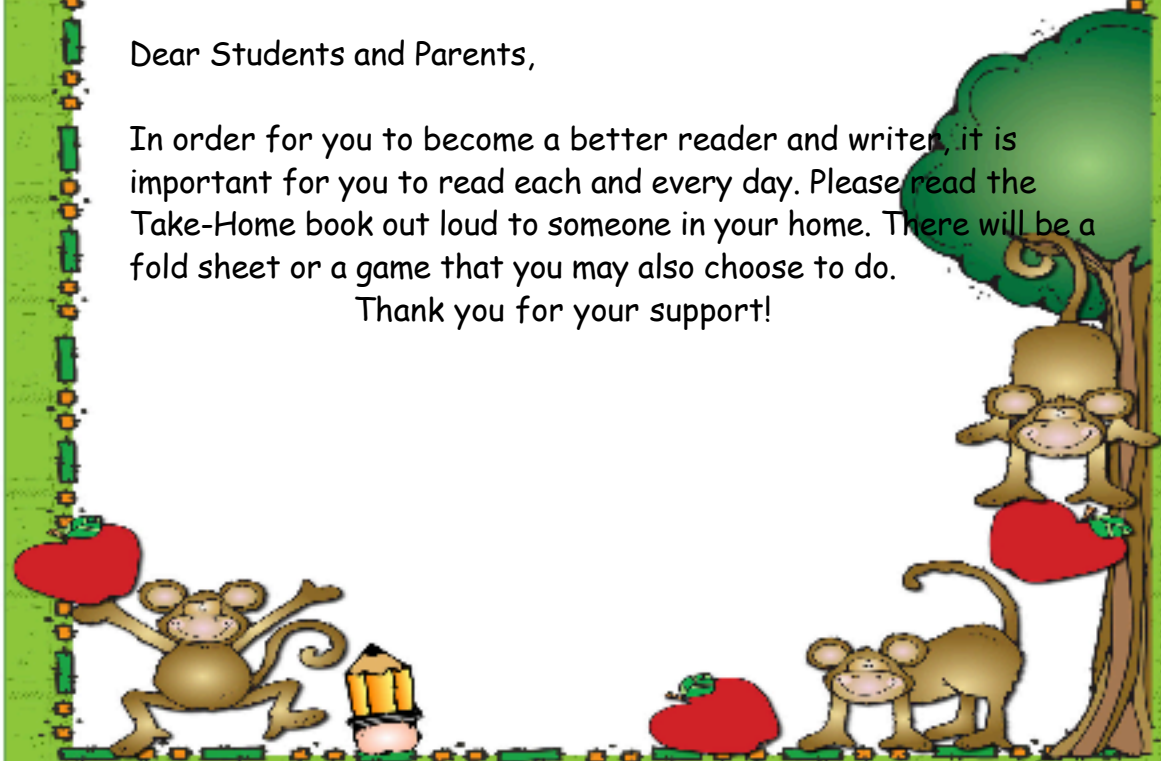 Dear Students and Parents,
In order for you to become a better reader and writer, it is
important for you to read each and every day. Please read the
Take-Home book out loud to someone in your home. There will be a
fold sheet or a game that you may also choose to do.
Thank you for your support!